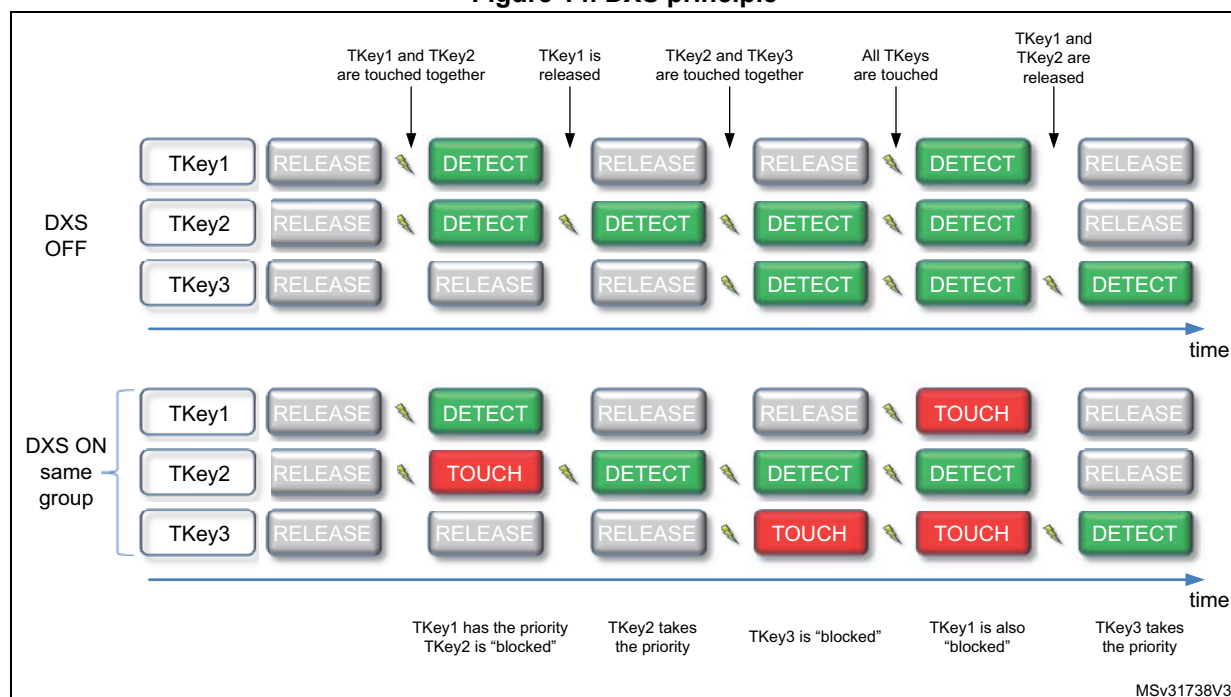 Figure 14. DXS principle
TKey1 and TKey2
are touched together
TKey1 is
released
TKey2 and TKey3
are touched together
All TKeys
are touched
TKey1 and
TKey2 are
released
DXS
OFF
TKey1 RELEASE DETECT RELEASE RELEASE DETECT RELEASE
TKey2 RELEASE DETECT DETECT DETECT DETECT RELEASE
TKey3 RELEASE RELEASE RELEASE DETECT DETECT DETECT
time
DXS ON
same
group
TKey1 RELEASE DETECT RELEASE RELEASE TOUCH RELEASE
TKey2 RELEASE TOUCH DETECT DETECT DETECT RELEASE
TKey3 RELEASE RELEASE RELEASE TOUCH TOUCH DETECT
time
TKey1 has the priority
TKey2 is “blocked”
TKey2 takes
the priority
TKey3 is “blocked”
TKey1 is also
“blocked”
TKey3 takes
the priority
MSv31738V3